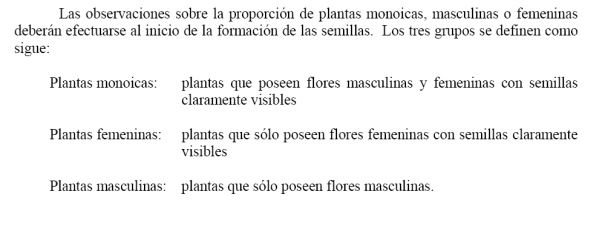 Las observaciones sobre la proporción de plantas monoicas, masculinas o femeninas
deberán efectuarse al inicio de la formación de las semillas. Los tres grupos se definen como
sigue:
Plantas monoicas: plantas que poseen flores masculinas y femeninas con semillas
claramente visibles
Plantas femeninas: plantas que sólo poseen flores femeninas con semillas claramente
visibles
Plantas masculinas: plantas que sólo poseen flores masculinas.